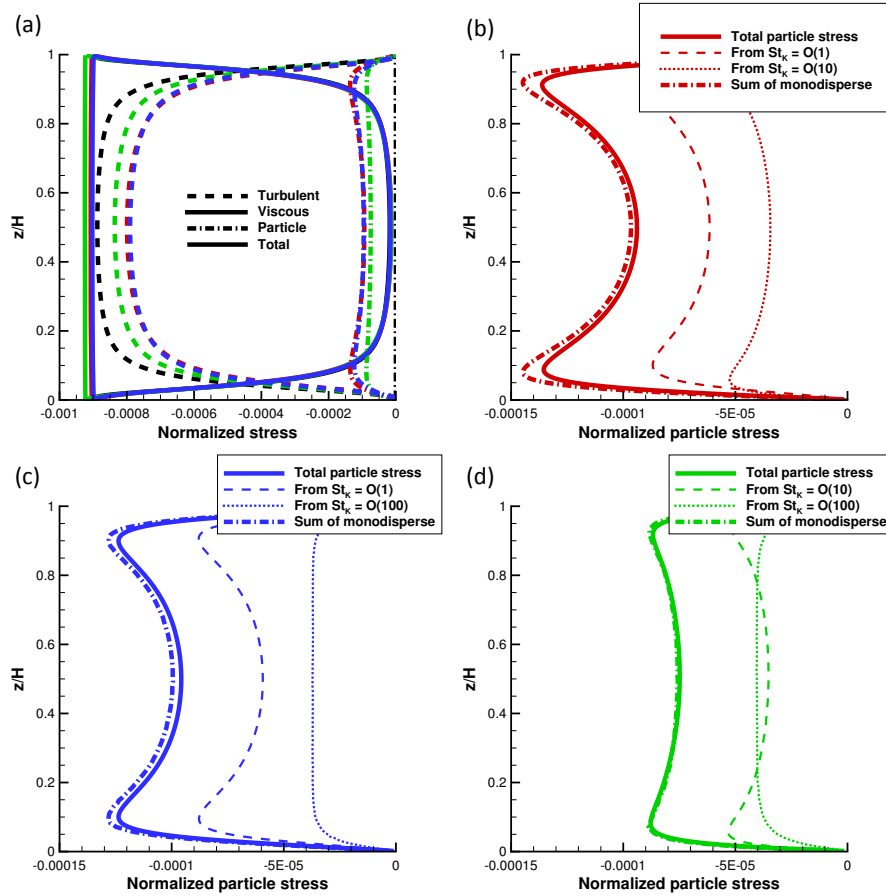 (a)
z/H
1
0.8
0.6
0.4
0.2
0
-0.001
-0.0008
-0.0006
-0.0004
-0.0002
0
Normalized stress
Turbulent
Viscous
Particle
Total
(b)
z/H
1
0.8
0.6
0.4
0.2
0
-0.00015
-0.0001
-5E-05
0
Normalized particle stress
Total particle stress
From StK = O(1)
From StK = O(10)
Sum of monodisperse
(c)
z/H
1
0.8
0.6
0.4
0.2
0
-0.00015
-0.0001
-5E-05
0
Normalized particle stress
Total particle stress
From StK = O(1)
From StK = O(100)
Sum of monodisperse
(d)
z/H
1
0.8
0.6
0.4
0.2
0
-0.00015
-0.0001
-5E-05
0
Normalized particle stress
Total particle stress
From StK = O(10)
From StK = O(100)
Sum of monodisperse